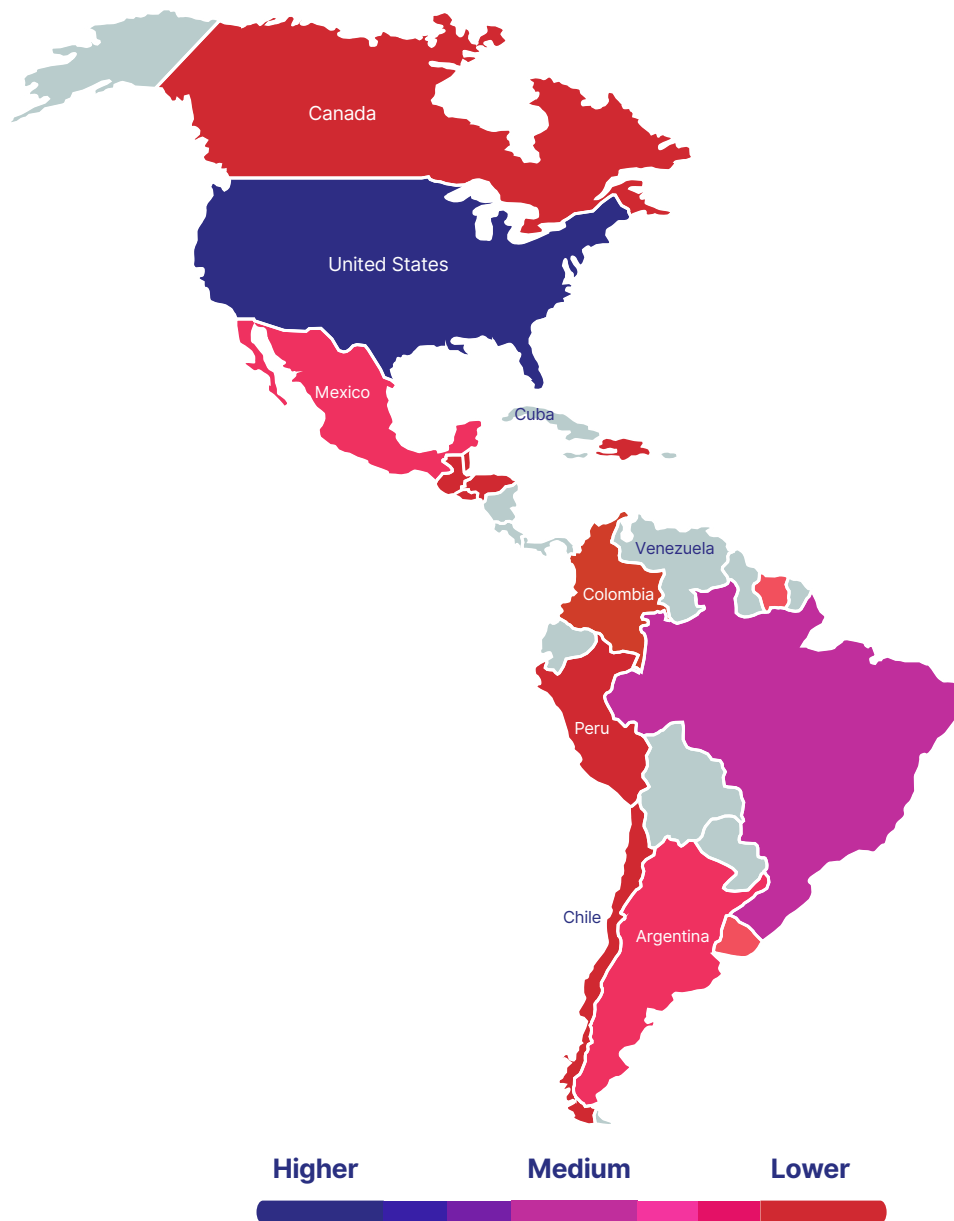 Canada
United States
Mexico
Cuba
Venezuela
Colombia
Peru
Chile
Argentina
Higher Medium Lower